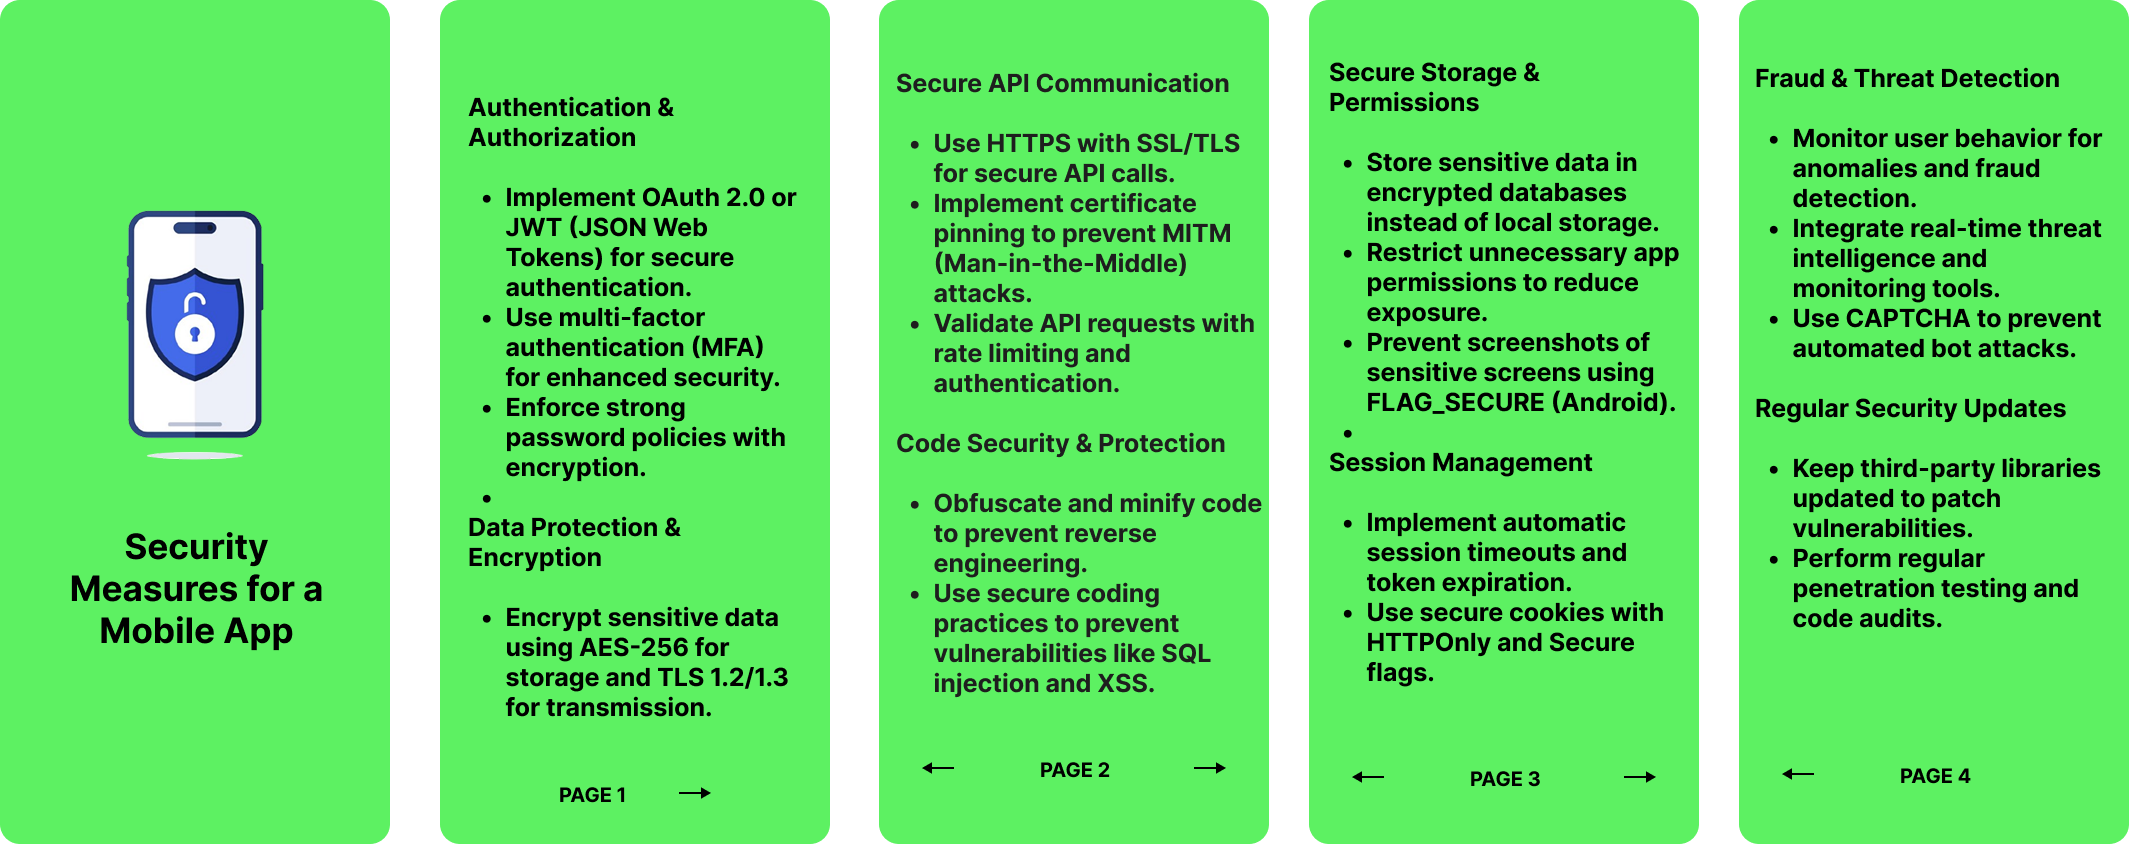 Security
Measures for a
Mobile App
Authentication &
Authorization
• Implement OAuth 2.0 or
JWT (JSON Web
Tokens) for secure
authentication.
• Use multi-factor
authentication (MFA)
for enhanced security.
• Enforce strong
password policies with
encryption.
•
Data Protection &
Encryption
• Encrypt sensitive data
using AES-256 for
storage and TLS 1.2/1.3
for transmission.
PAGE 1
Secure API Communication
• Use HTTPS with SSL/TLS
for secure API calls.
• Implement certificate
pinning to prevent MITM
(Man-in-the-Middle)
attacks.
• Validate API requests with
rate limiting and
authentication.
Code Security & Protection
• Obfuscate and minify code
to prevent reverse
engineering.
• Use secure coding
practices to prevent
vulnerabilities like SQL
injection and XSS.
PAGE 2
Secure Storage &
Permissions
• Store sensitive data in
encrypted databases
instead of local storage.
• Restrict unnecessary app
permissions to reduce
exposure.
• Prevent screenshots of
sensitive screens using
FLAG_SECURE (Android).
•
Session Management
• Implement automatic
session timeouts and
token expiration.
• Use secure cookies with
HTTPOnly and Secure
flags.
PAGE 3
Fraud & Threat Detection
• Monitor user behavior for
anomalies and fraud
detection.
• Integrate real-time threat
intelligence and
monitoring tools.
• Use CAPTCHA to prevent
automated bot attacks.
Regular Security Updates
• Keep third-party libraries
updated to patch
vulnerabilities.
• Perform regular
penetration testing and
code audits.
PAGE 4